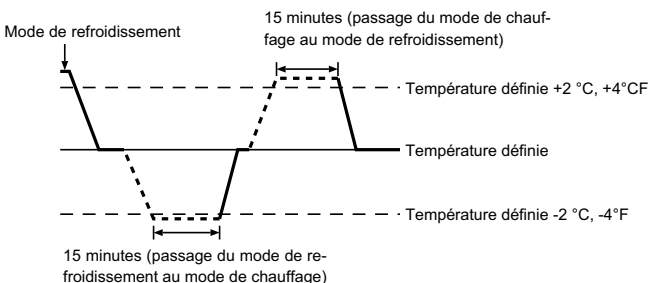 15 minutes (passage du mode de chauf-
fage au mode de refroidissement)
Mode de refroidissement
Température définie +2 °C, +4°CF
Température définie
Température définie -2 °C, -4°F
15 minutes (passage du mode de re-
froidissement au mode de chauffage)